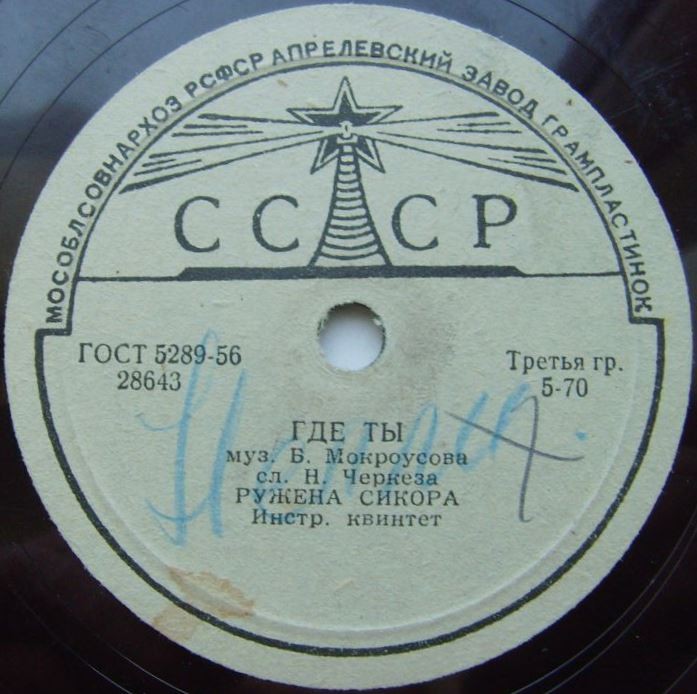 МОСОБЛСОВНАРХОЗ РСФСР АПРЕЛЕВСКИЙ ЗАВОД ГРАМПЛАСТИНОК
СССР
ГОСТ 5289-56
28643
Третья гр.
5-70
ГДЕ ТЫ
муз. Б. Мокроусова
сл. Н. Черкеза
РУЖЕНА СИКОРА
Инстр. квинтет